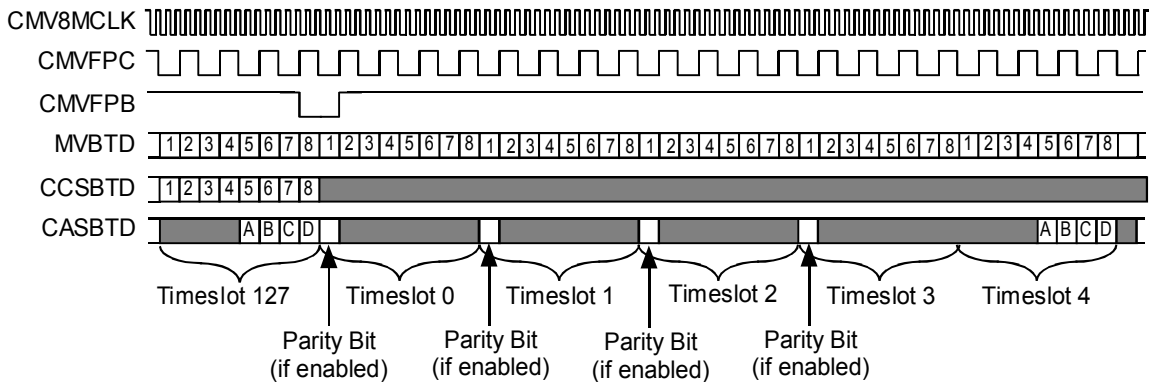 CMV8MCLK
CMVFPC
CMVFPB
MVBTD 1 2 3 4 5 6 7 8 1 2 3 4 5 6 7 8 1 2 3 4 5 6 7 8 1 2 3 4 5 6 7 8 1 2 3 4 5 6 7 8 1 2 3 4 5 6 7 8
CCSBTD 1 2 3 4 5 6 7 8
CASBTD A B C D A B C D
Timeslot 127 Timeslot 0 Timeslot 1 Timeslot 2 Timeslot 3 Timeslot 4
Parity Bit Parity Bit Parity Bit Parity Bit
(if enabled) (if enabled) (if enabled) (if enabled)